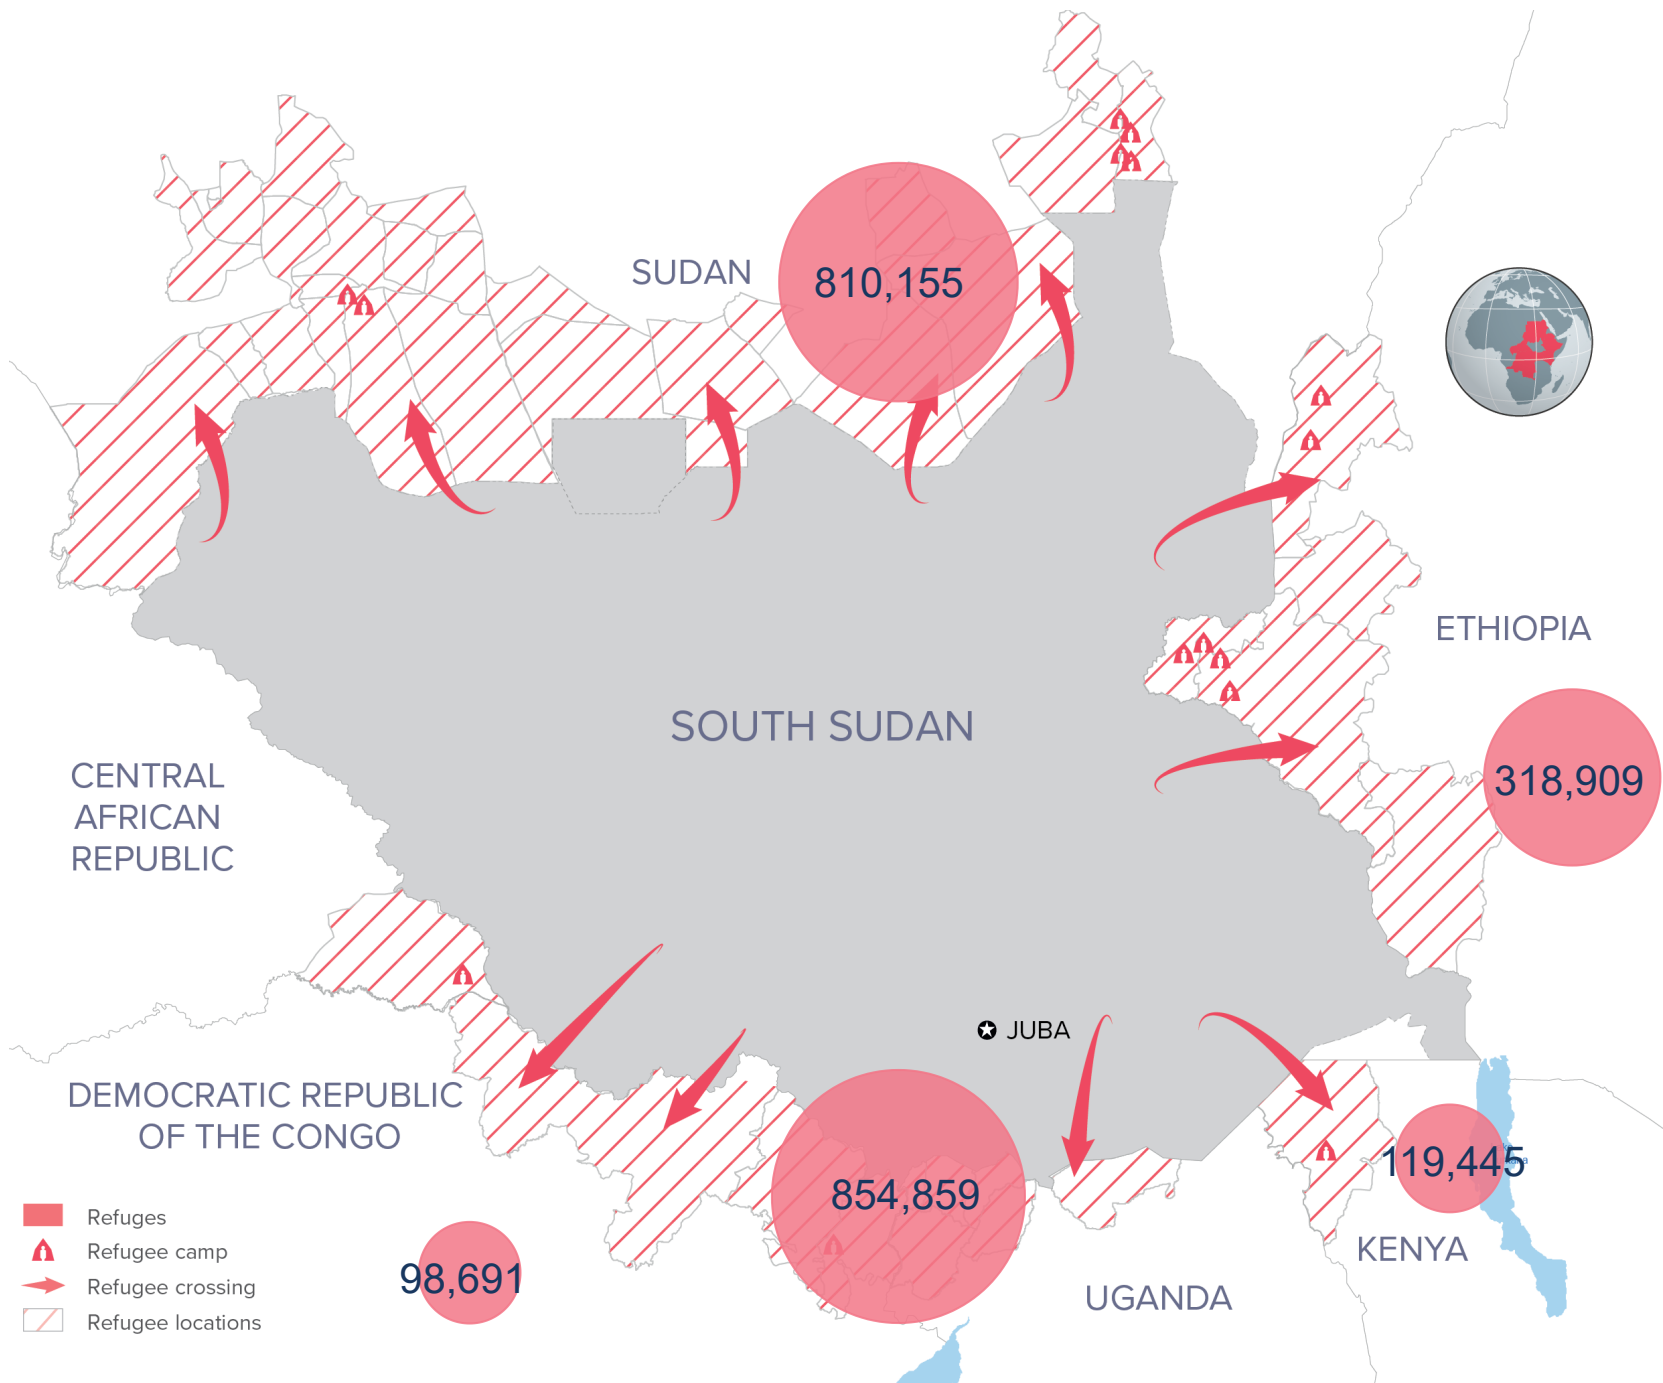 SUDAN
810,155
ETHIOPIA
SOUTH SUDAN
318,909
CENTRAL
AFRICAN
REPUBLIC
JUBA
DEMOCRATIC REPUBLIC
OF THE CONGO
854,859
119,445
KENYA
98,691
UGANDA
Refuges
Refugee camp
Refugee crossing
Refugee locations